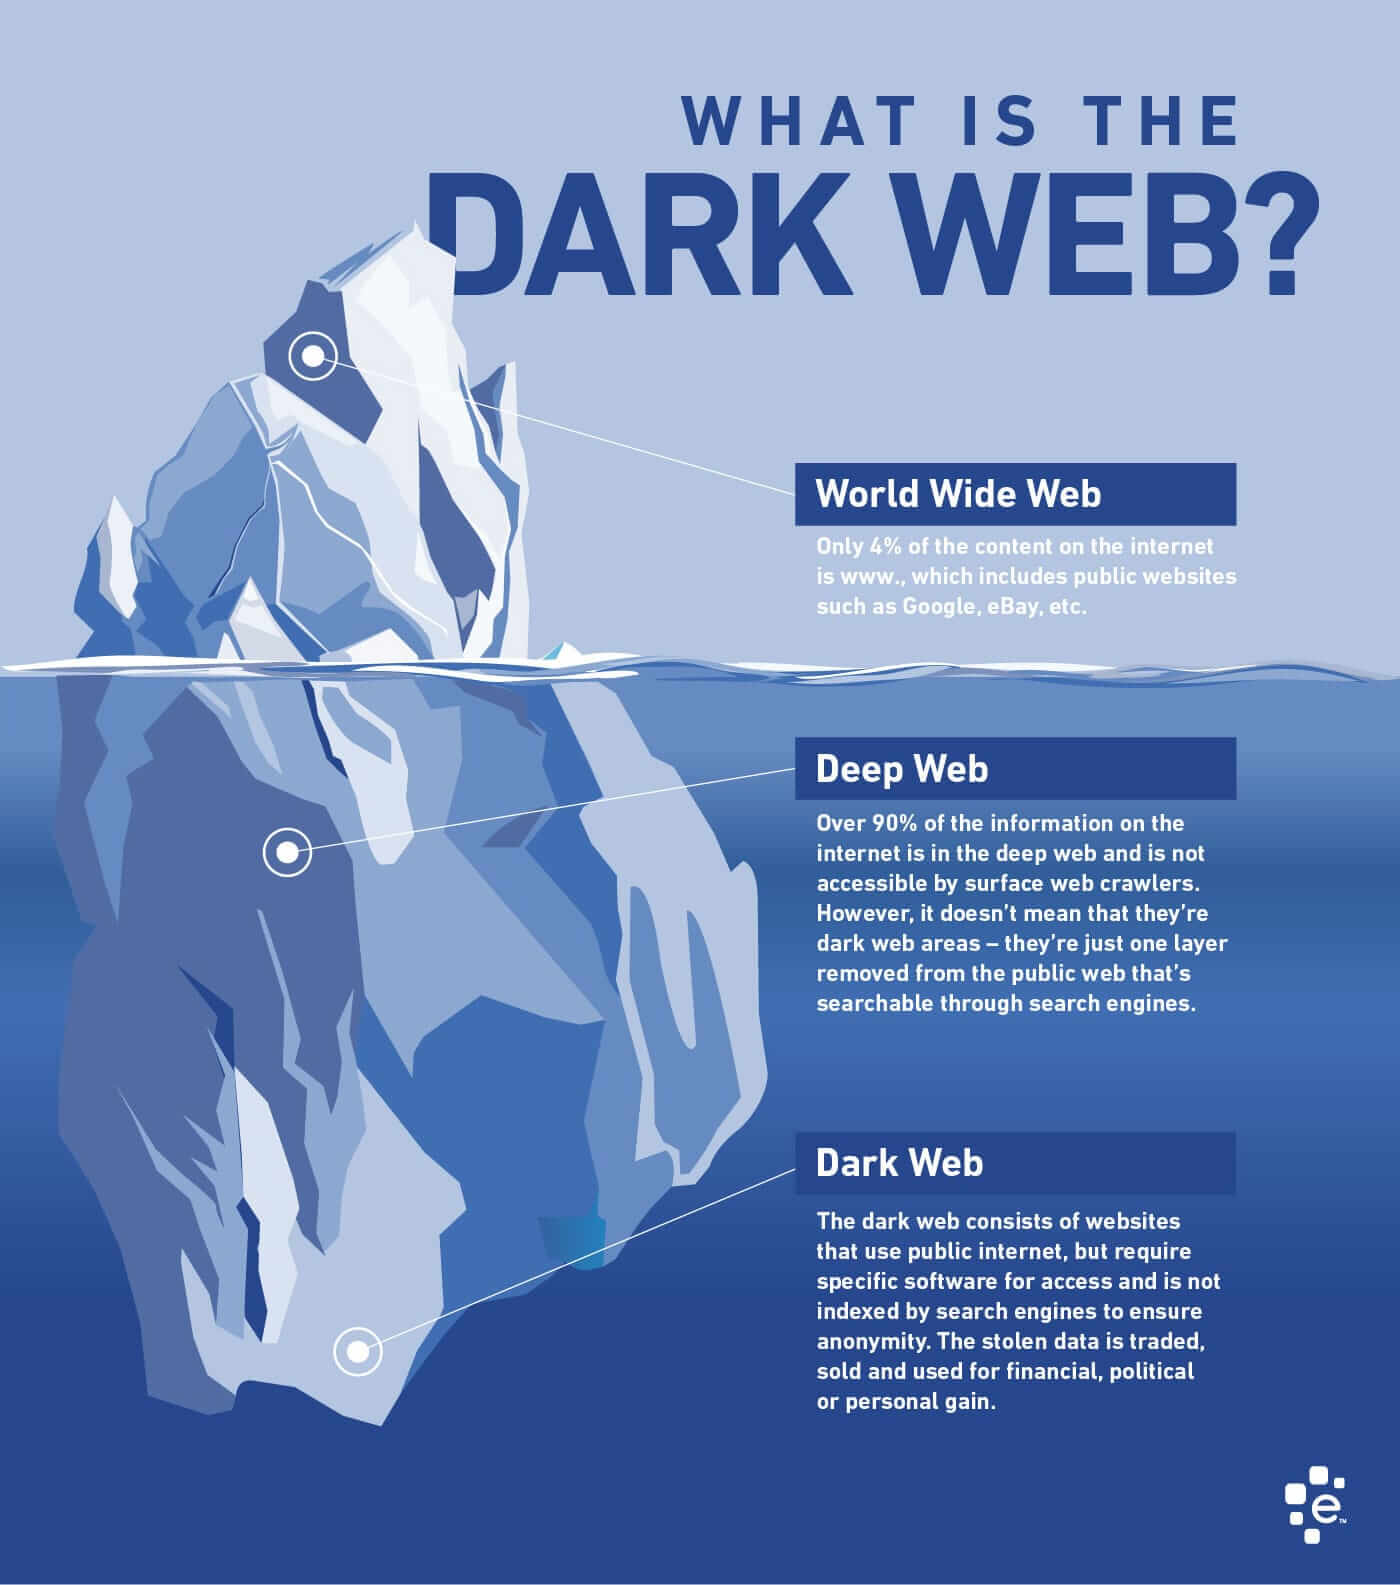 WHAT IS THE
DARK WEB?
World Wide Web
Only 4% of the content on the internet
is www., which includes public websites
such as Google, eBay, etc.
Deep Web
Over 90% of the information on the
internet is in the deep web and is not
accessible by surface web crawlers.
However, it doesn’t mean that they’re
dark web areas – they’re just one layer
removed from the public web that’s
searchable through search engines.
Dark Web
The dark web consists of websites
that use public internet, but require
specific software for access and is not
indexed by search engines to ensure
anonymity. The stolen data is traded,
sold and used for financial, political
or personal gain.
e™